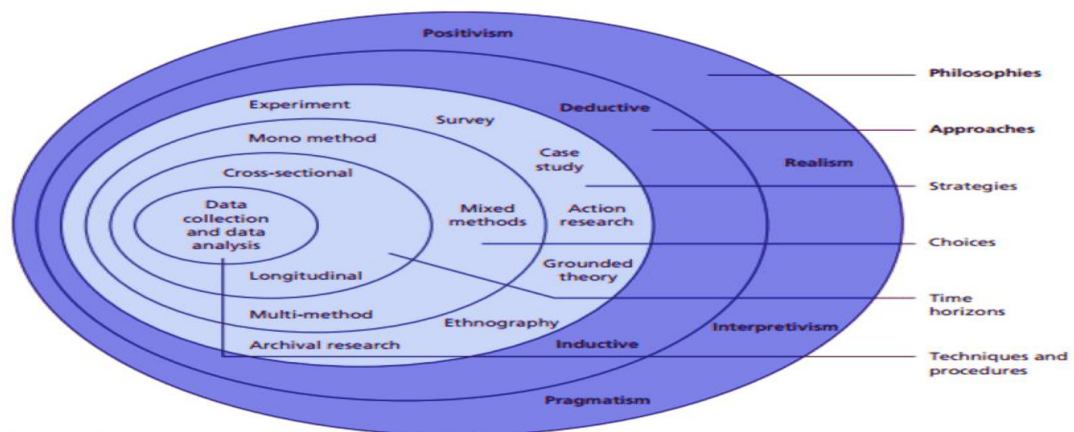 Positivism
Philosophies
Experiment
Deductive
Survey
Approaches
Mono method
Case
study
Realism
Cross-sectional
Strategies
Data
collection
and data
analysis
Mixed
methods
Action
research
Choices
Grounded
theory
Longitudinal
Time
horizons
Multi-method
Ethnography
Interpretivism
Archival research
Inductive
Techniques and
procedures
Pragmatism